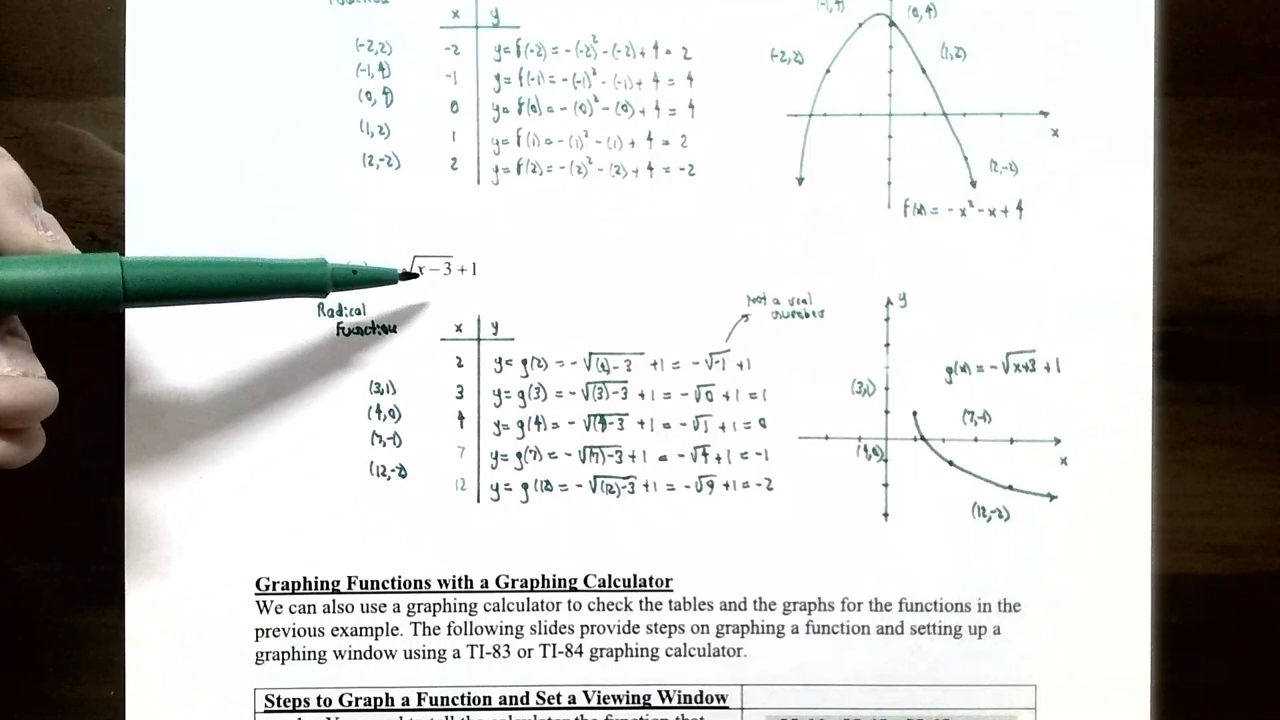 x y
(-2,2) -2 y=f(-2) = -(-2)² -(-2)+4 = 2
(-1,4) -1 y=f(-1) = -(-1)² -(-1)+4 = 4
(0,4) 0 y=f(0) = -(0)² -(0)+4 = 4
(1,2) 1 y=f(1) = -(1)² -(1)+4 = 2
(2,-2) 2 y=f(2) = -(2)² -(2)+4 = -2
(-1,4) (0,4)
(-2,2) (1,2)
x
(2,-2)
f(x) = -x²-x+4
√x-3+1
Radical
Function
Not a real
number
x y
2 y= g(2) = -√(2)-3 +1 = -√-1 +1
(3,1) 3 y= g(3) = -√(3)-3 +1 = -√0 +1 = 1
(4,0) 4 y= g(4) = -√(4)-3 +1 = -√1 +1 = 0
(7,-1) 7 y= g(7) = -√(7)-3 +1 = -√4 +1 = -1
(12,-2) 12 y= g(12) = -√(12)-3 +1 = -√9 +1 = -2
y
g(x) = -√x+3 +1
(3,1)
(7,-1)
(4,0) x
(12,-2)
Graphing Functions with a Graphing Calculator
We can also use a graphing calculator to check the tables and the graphs for the functions in the
previous example. The following slides provide steps on graphing a function and setting up a
graphing window using a TI-83 or TI-84 graphing calculator.
Steps to Graph a Function and Set a Viewing Window